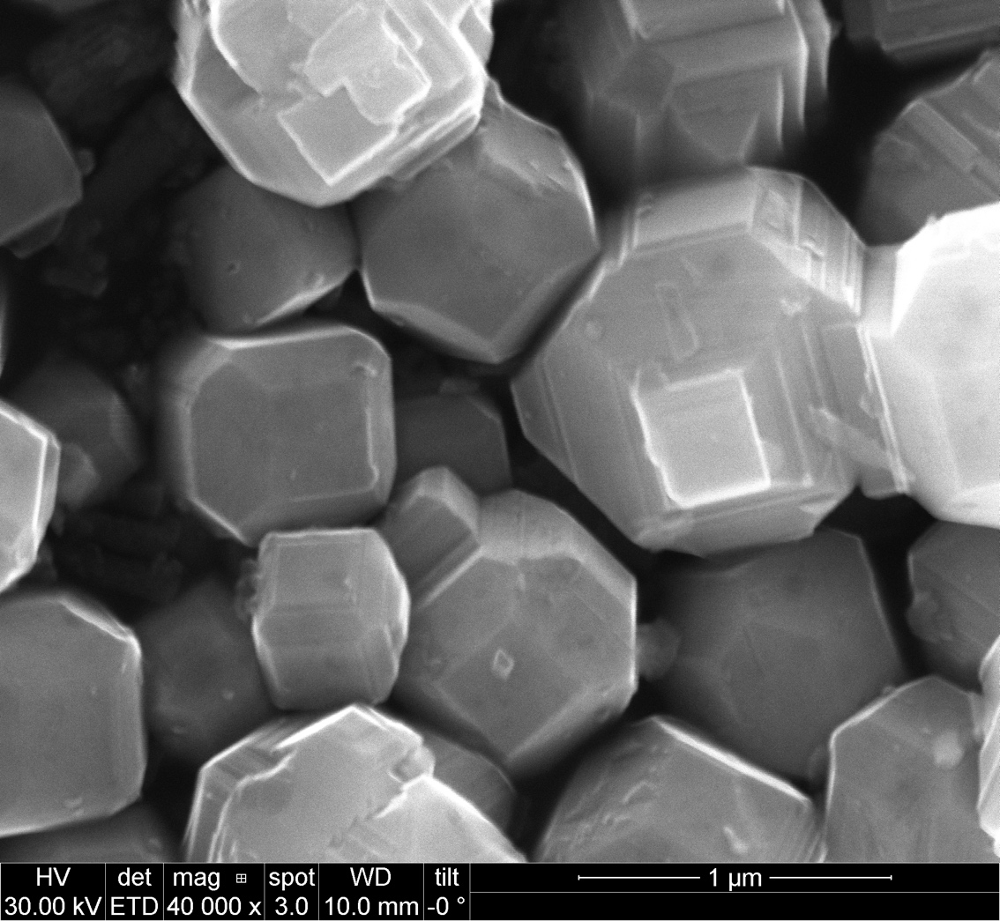 HV det mag ⊞ spot WD tilt
30.00 kV ETD 40 000 x 3.0 10.0 mm -0 °
1 µm